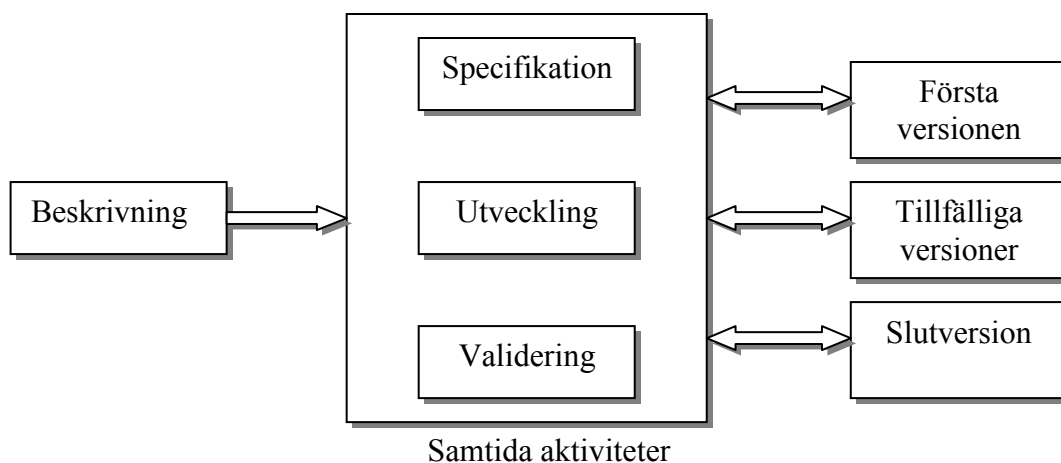 Beskrivning
Specifikation
Utveckling
Validering
Samtida aktiviteter
Första
versionen
Tillfälliga
versioner
Slutversion